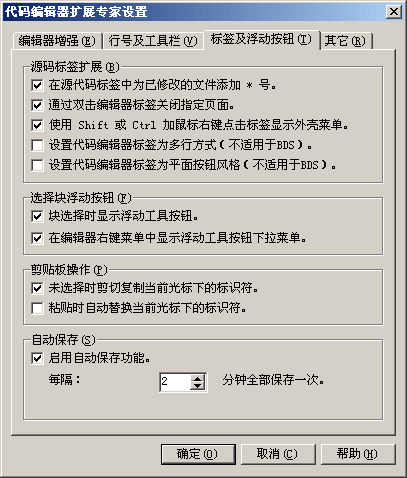 代码编辑器扩展专家设置
编辑器增强(E) 行号及工具栏(V) 标签及浮动按钮(T) 其它(R)
源码标签扩展(B)
在源代码标签中为已修改的文件添加 * 号。
通过双击编辑器标签关闭指定页面。
使用 Shift 或 Ctrl 加鼠标右键点击标签显示外壳菜单。
设置代码编辑器标签为多行方式(不适用于BDS)。
设置代码编辑器标签为平面按钮风格(不适用于BDS)。
选择块浮动按钮(F)
块选择时显示浮动工具按钮。
在编辑器右键菜单中显示浮动工具按钮下拉菜单。
剪贴板操作(P)
未选择时剪切复制当前光标下的标识符。
粘贴时自动替换当前光标下的标识符。
自动保存(S)
启用自动保存功能。
每隔: 2 分钟全部保存一次。
确定(O) 取消(C) 帮助(H)